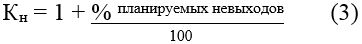 Кн = 1 + % планируемых невыходов (3)
100